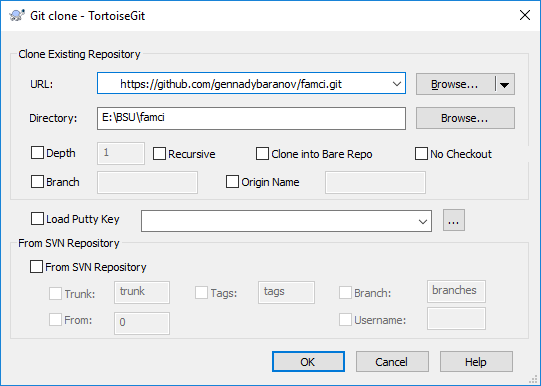 Git clone - TortoiseGit
Clone Existing Repository
URL: https://github.com/gennadybaranov/famci.git Browse...
Directory: E:\BSU\famci Browse...
Depth 1 Recursive Clone into Bare Repo No Checkout
Branch Origin Name
Load Putty Key ...
From SVN Repository
From SVN Repository
Trunk: trunk Tags: tags Branch: branches
From: 0 Username:
OK Cancel Help